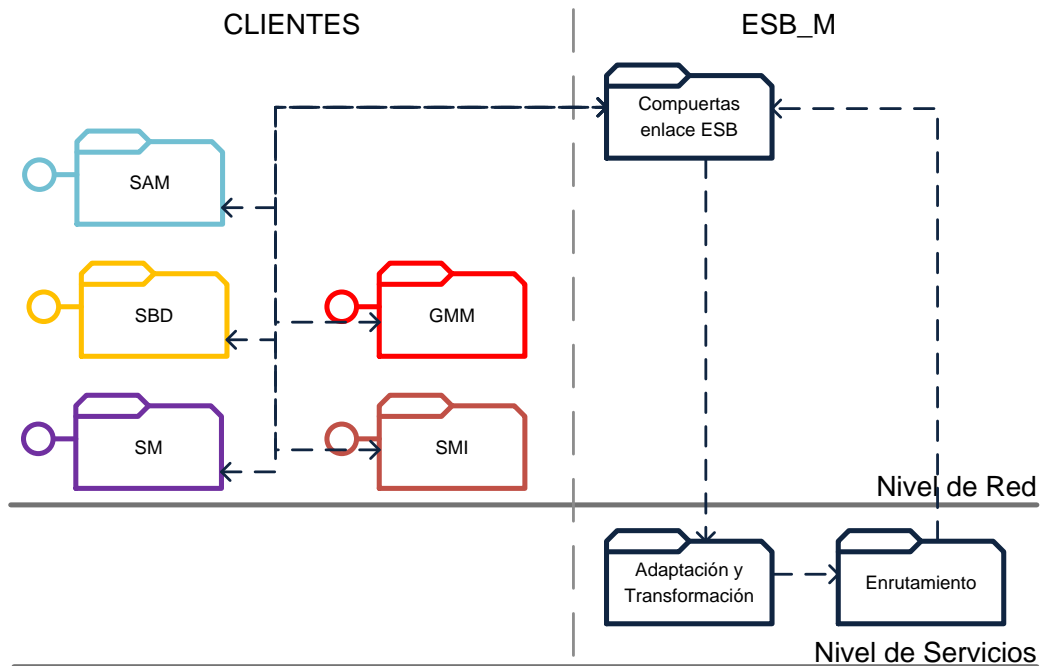 CLIENTES
ESB_M
Compuertas
enlace ESB
SAM
SBD
GMM
SM
SMI
Nivel de Red
Adaptación y
Transformación
Enrutamiento
Nivel de Servicios